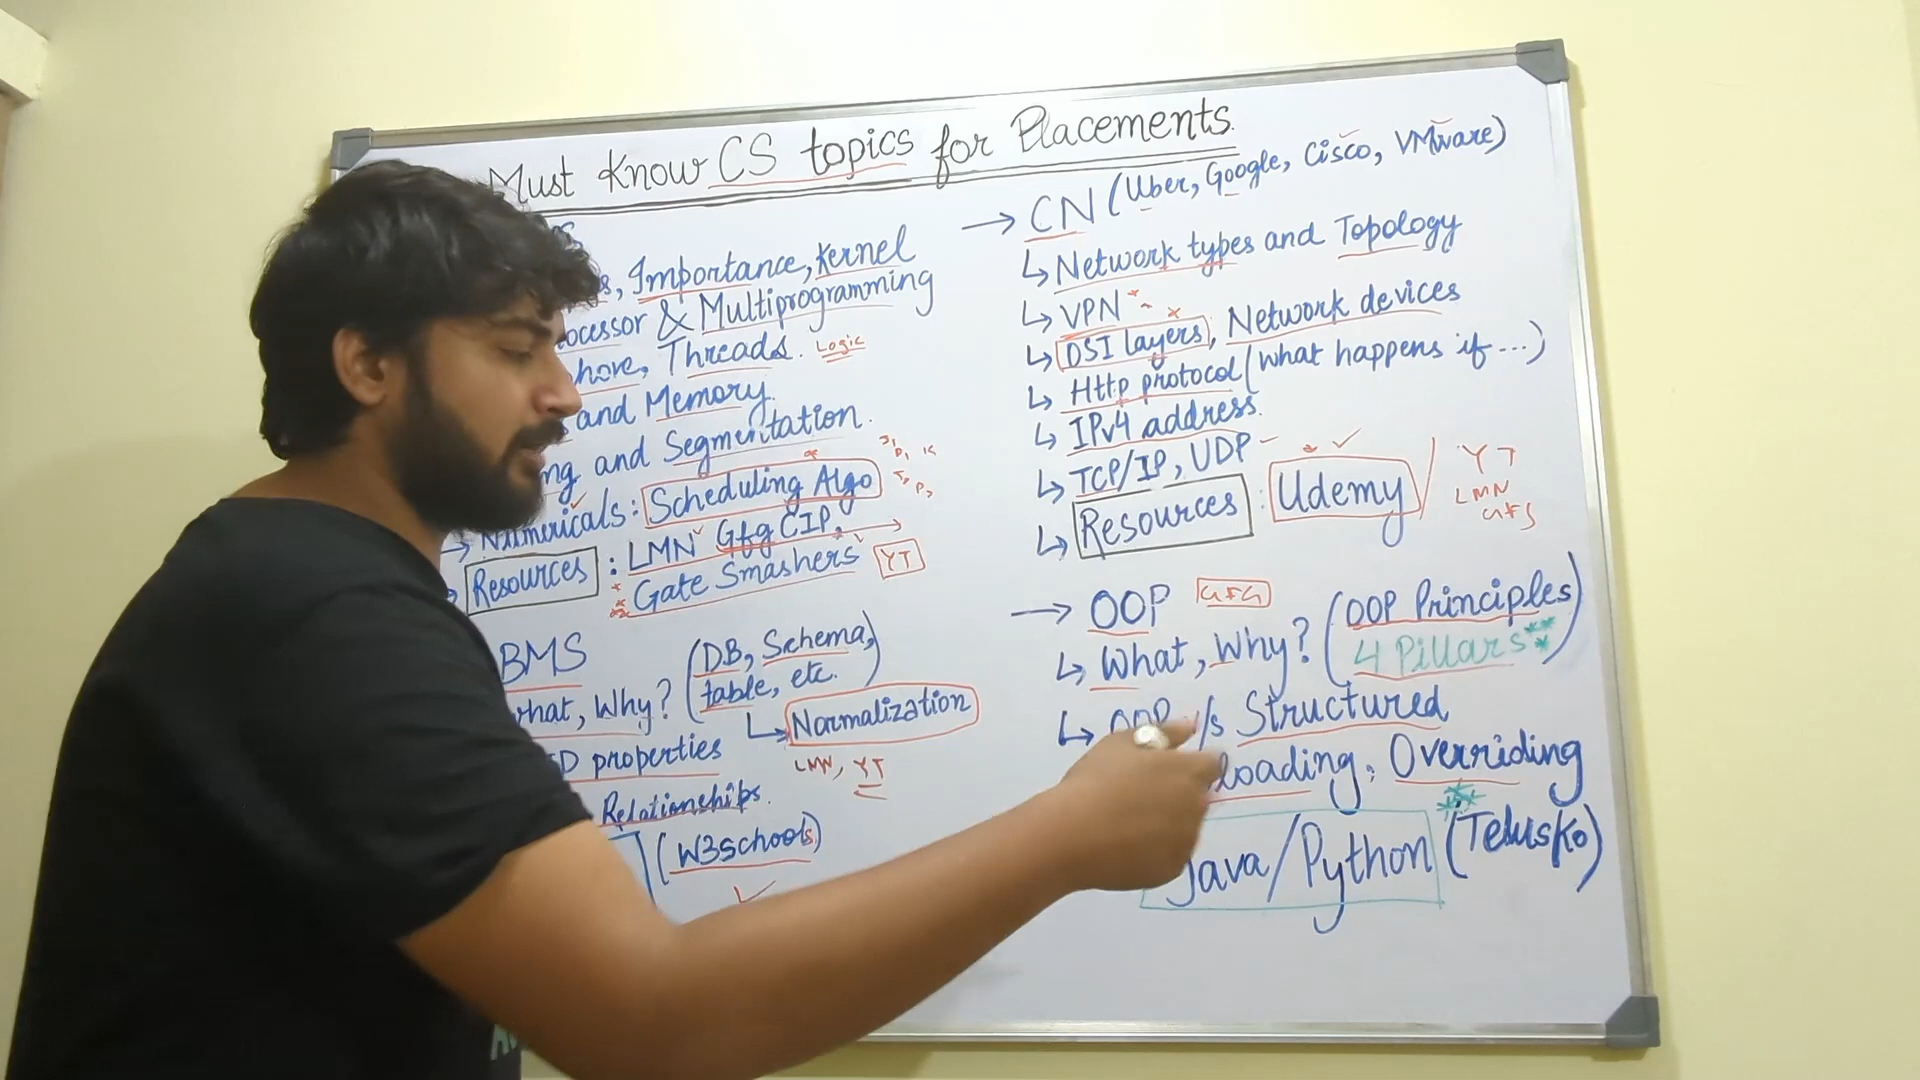 Must Know CS topics for Placements.
Importance, Kernel
& Multiprogramming
Threads. Logic
and Memory.
and Segmentation.
Numericals: Scheduling Algo
Resources : LMN Gfg CIP,
Gate Smashers YT
BMS (DB, Schema,
table, etc.)
what, Why?
Normalization
LMN, YT
D properties
Relationships.
(W3Schools)
CN (Uber, Google, Cisco, VMware)
Network types and Topology
VPN *
OSI layers, Network devices
Http protocol (what happens if ...)
IPv4 address.
TCP/IP, UDP
Resources : Udemy / YT
LMN
GfG
OOP GFG
What, Why? (OOP Principles
4 Pillars**)
OOP v/s Structured
loading, Overriding
Java/Python (Telusko)